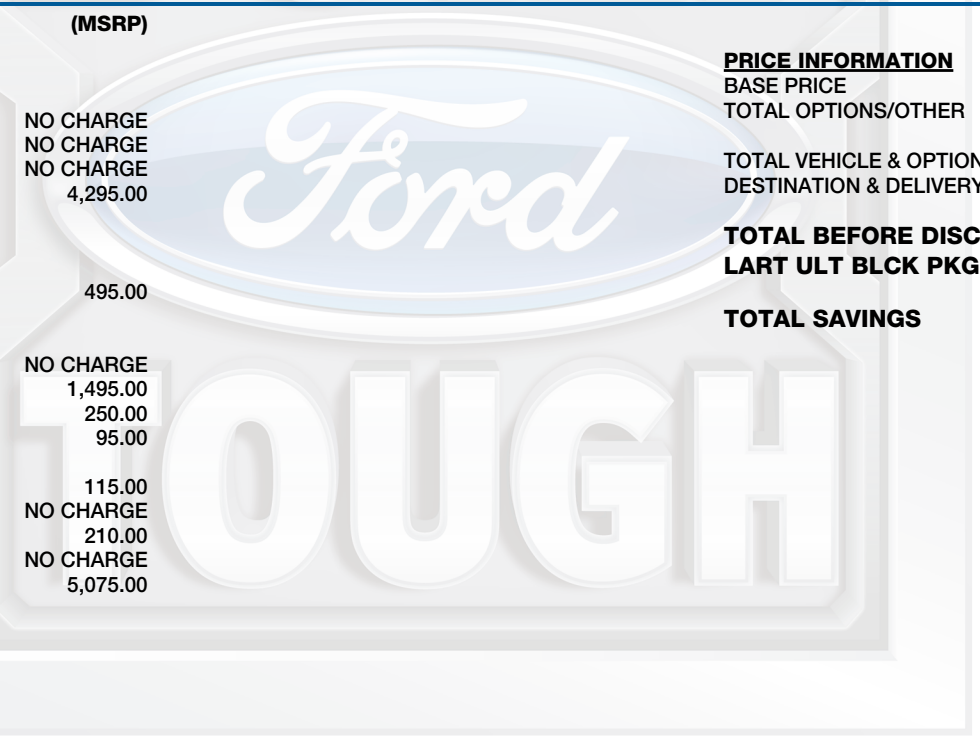 (MSRP)
NO CHARGE
NO CHARGE
NO CHARGE
4,295.00
495.00
NO CHARGE
1,495.00
250.00
95.00
115.00
NO CHARGE
210.00
NO CHARGE
5,075.00
PRICE INFORMATION
BASE PRICE
TOTAL OPTIONS/OTHER
TOTAL VEHICLE & OPTION
DESTINATION & DELIVERY
TOTAL BEFORE DISC
LART ULT BLCK PKG
TOTAL SAVINGS
Ford
TOUGH